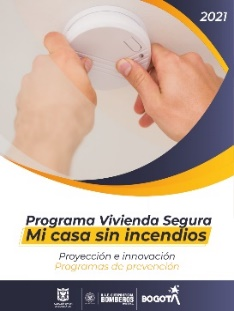 2021
Programa Vivienda Segura
Mi casa sin incendios
Proyección e innovación
Programas de prevención
BOMBEROS
BOGOTÁ